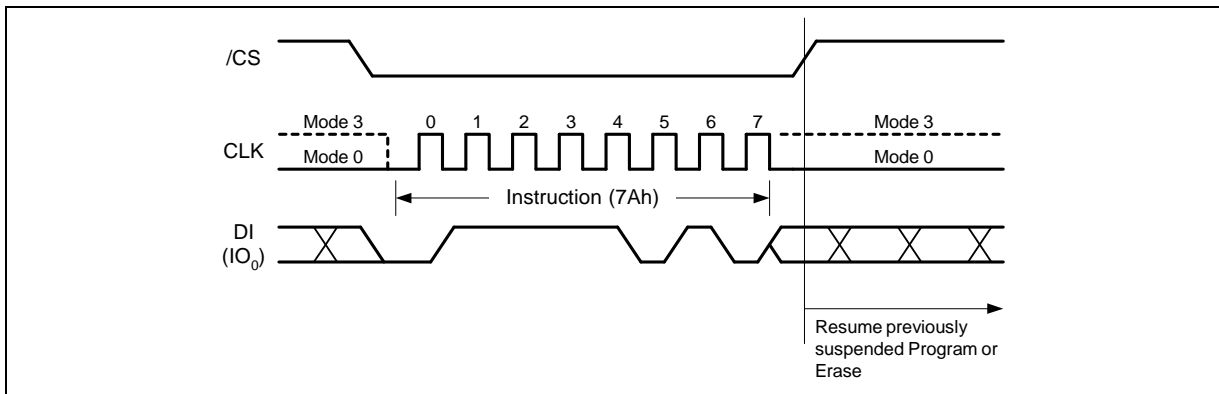 /CS
Mode 3
0 1 2 3 4 5 6 7
Mode 3
CLK
Mode 0
Mode 0
Instruction (7Ah)
DI
(IO0)
Resume previously
suspended Program or
Erase